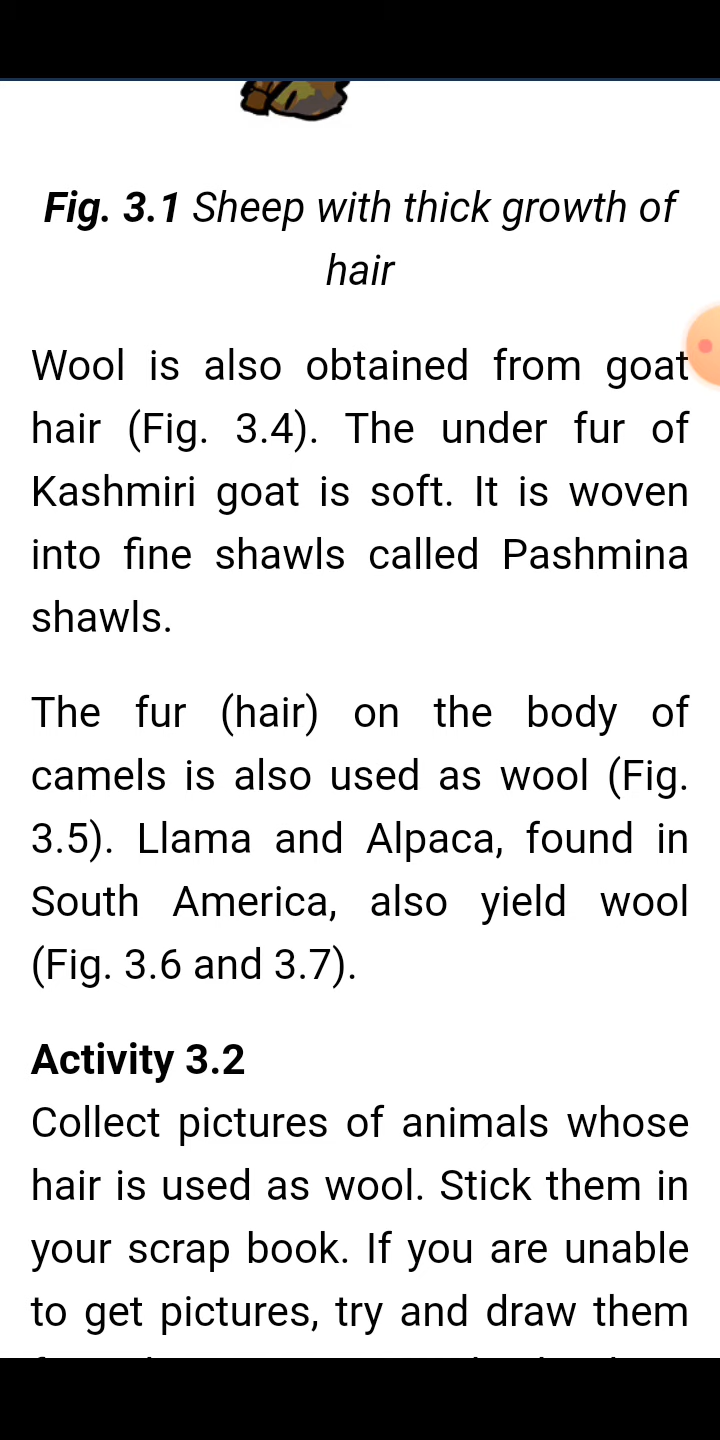 Fig. 3.1 Sheep with thick growth of
hair
Wool is also obtained from goat
hair (Fig. 3.4). The under fur of
Kashmiri goat is soft. It is woven
into fine shawls called Pashmina
shawls.
The fur (hair) on the body of
camels is also used as wool (Fig.
3.5). Llama and Alpaca, found in
South America, also yield wool
(Fig. 3.6 and 3.7).
Activity 3.2
Collect pictures of animals whose
hair is used as wool. Stick them in
your scrap book. If you are unable
to get pictures, try and draw them